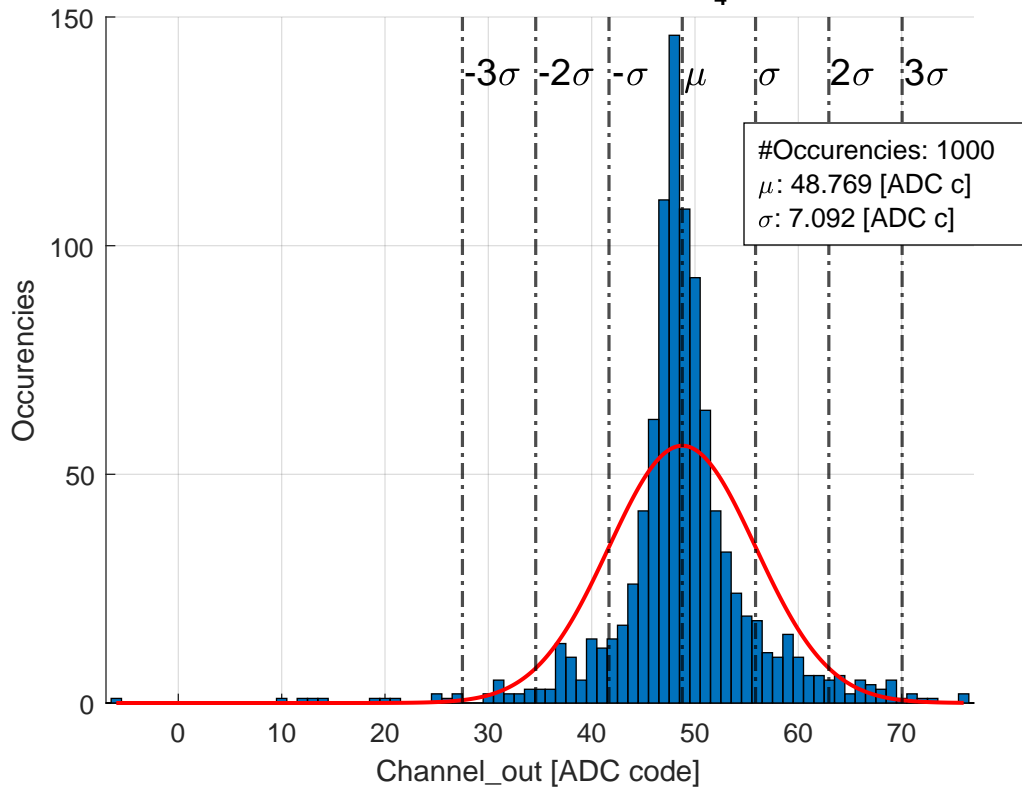 4
150
100
50
0
-3σ -2σ -σ μ σ 2σ 3σ
#Occurencies: 1000
μ: 48.769 [ADC c]
σ: 7.092 [ADC c]
Occurencies
0 10 20 30 40 50 60 70
Channel_out [ADC code]